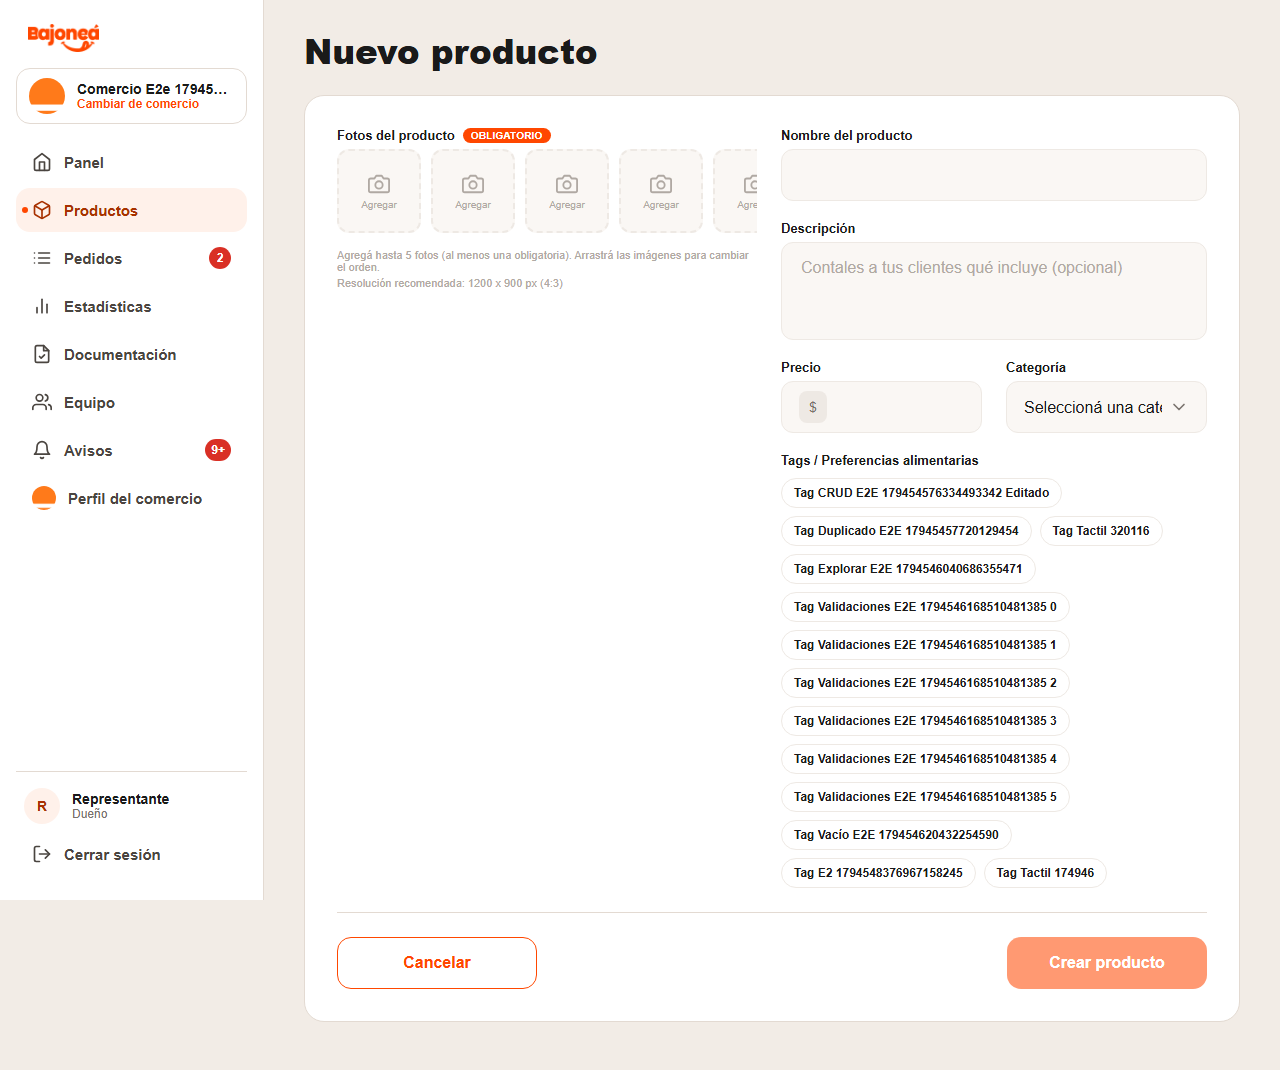 Bajoneá
Comercio E2e 17945...
Cambiar de comercio
Panel
Productos
Pedidos
2
Estadísticas
Documentación
Equipo
Avisos
9+
Perfil del comercio
Representante
R
Dueño
Cerrar sesión
Nuevo producto
Fotos del producto OBLIGATORIO
Agregar
Agregar
Agregar
Agregar
Agre
Agregá hasta 5 fotos (al menos una obligatoria). Arrastrá las imágenes para cambiar
el orden.
Resolución recomendada: 1200 x 900 px (4:3)
Nombre del producto
Descripción
Contales a tus clientes qué incluye (opcional)
Precio
$
Categoría
Seleccioná una cate
Tags / Preferencias alimentarias
Tag CRUD E2E 179454576334493342 Editado
Tag Duplicado E2E 17945457720129454
Tag Tactil 320116
Tag Explorar E2E 1794546040686355471
Tag Validaciones E2E 1794546168510481385 0
Tag Validaciones E2E 1794546168510481385 1
Tag Validaciones E2E 1794546168510481385 2
Tag Validaciones E2E 1794546168510481385 3
Tag Validaciones E2E 1794546168510481385 4
Tag Validaciones E2E 1794546168510481385 5
Tag Vacío E2E 179454620432254590
Tag E2 1794548376967158245
Tag Tactil 174946
Cancelar
Crear producto